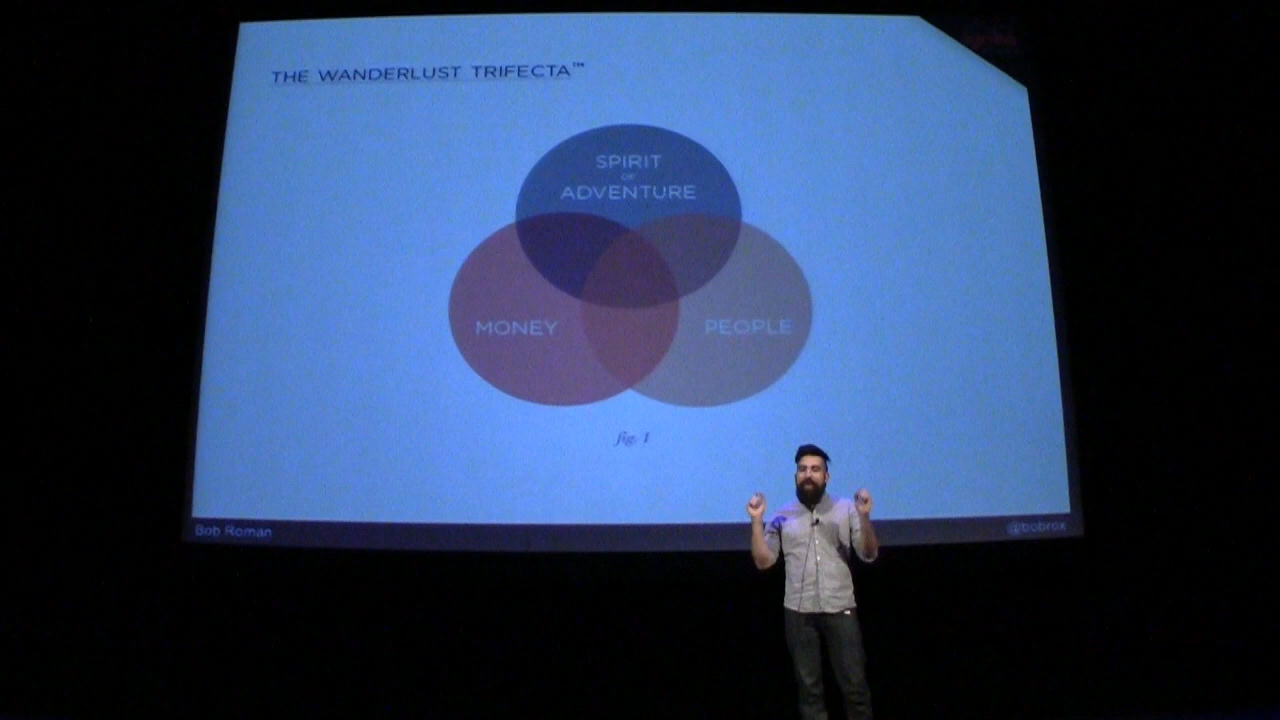 THE WANDERLUST TRIFECTA™
SPIRIT
OF
ADVENTURE
MONEY
PEOPLE
fig. 1
Bob Roman
@bobrox